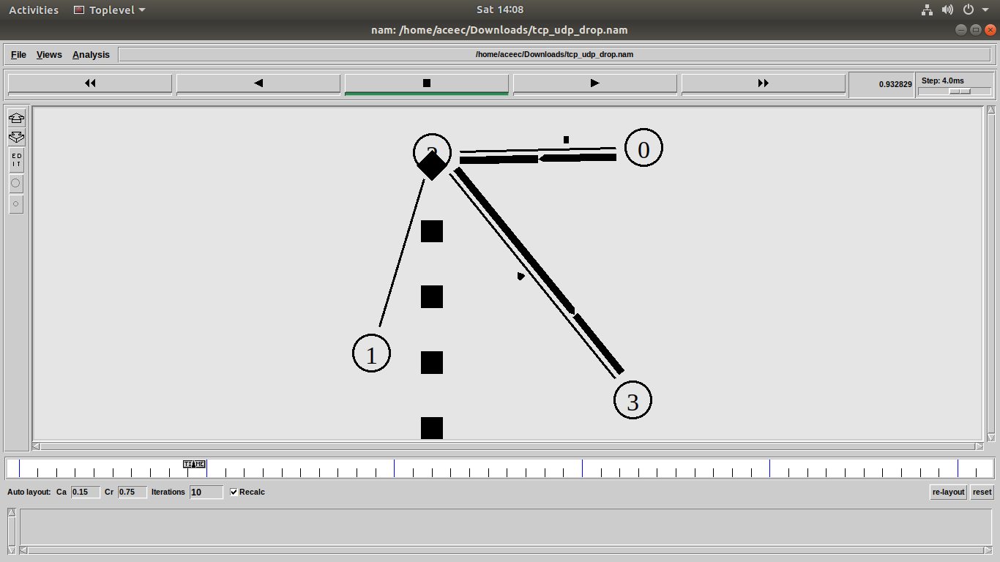 Activities Toplevel Sat 14:08
nam: /home/aceec/Downloads/tcp_udp_drop.nam
File Views Analysis /home/aceec/Downloads/tcp_udp_drop.nam
0.932829 Step: 4.0ms
ED
IT
0
1
3
TIME
Auto layout: Ca 0.15 Cr 0.75 Iterations 10 Recalc re-layout reset